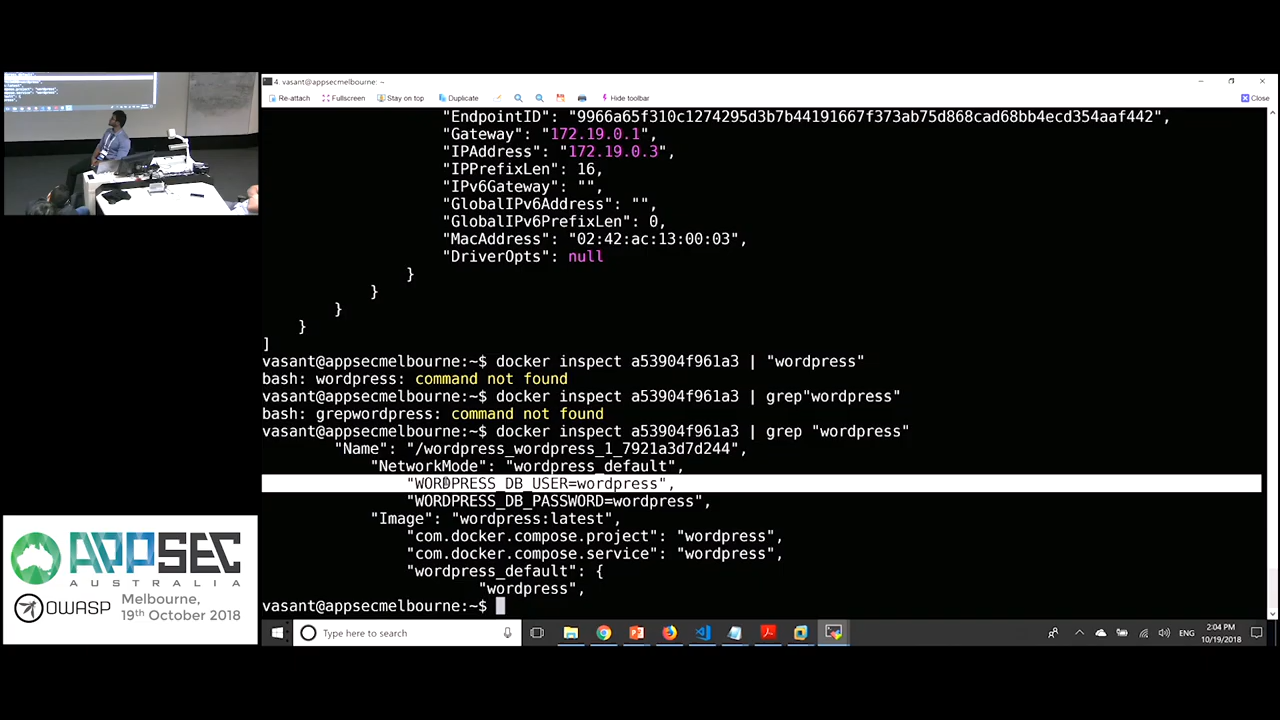 4. vasant@appsecmelbourne: ~
Re-attach Fullscreen Stay on top Duplicate Hide toolbar Close
"EndpointID": "9966a65f310c1274295d3b7b44191667f373ab75d868cad68bb4ecd354aaf442",
"Gateway": "172.19.0.1",
"IPAddress": "172.19.0.3",
"IPPrefixLen": 16,
"IPv6Gateway": "",
"GlobalIPv6Address": "",
"GlobalIPv6PrefixLen": 0,
"MacAddress": "02:42:ac:13:00:03",
"DriverOpts": null
}
}
}
}
]
vasant@appsecmelbourne:~$ docker inspect a53904f961a3 | "wordpress"
bash: wordpress: command not found
vasant@appsecmelbourne:~$ docker inspect a53904f961a3 | grep"wordpress"
bash: grepwordpress: command not found
vasant@appsecmelbourne:~$ docker inspect a53904f961a3 | grep "wordpress"
"Name": "/wordpress_wordpress_1_7921a3d7d244",
"NetworkMode": "wordpress_default",
"WORDPRESS_DB_USER=wordpress",
"WORDPRESS_DB_PASSWORD=wordpress",
"Image": "wordpress:latest",
"com.docker.compose.project": "wordpress",
"com.docker.compose.service": "wordpress",
"wordpress_default": {
"wordpress",
vasant@appsecmelbourne:~$
APPSEC
AUSTRALIA
OWASP
Melbourne,
19th October 2018
Type here to search
ENG
2:04 PM
10/19/2018